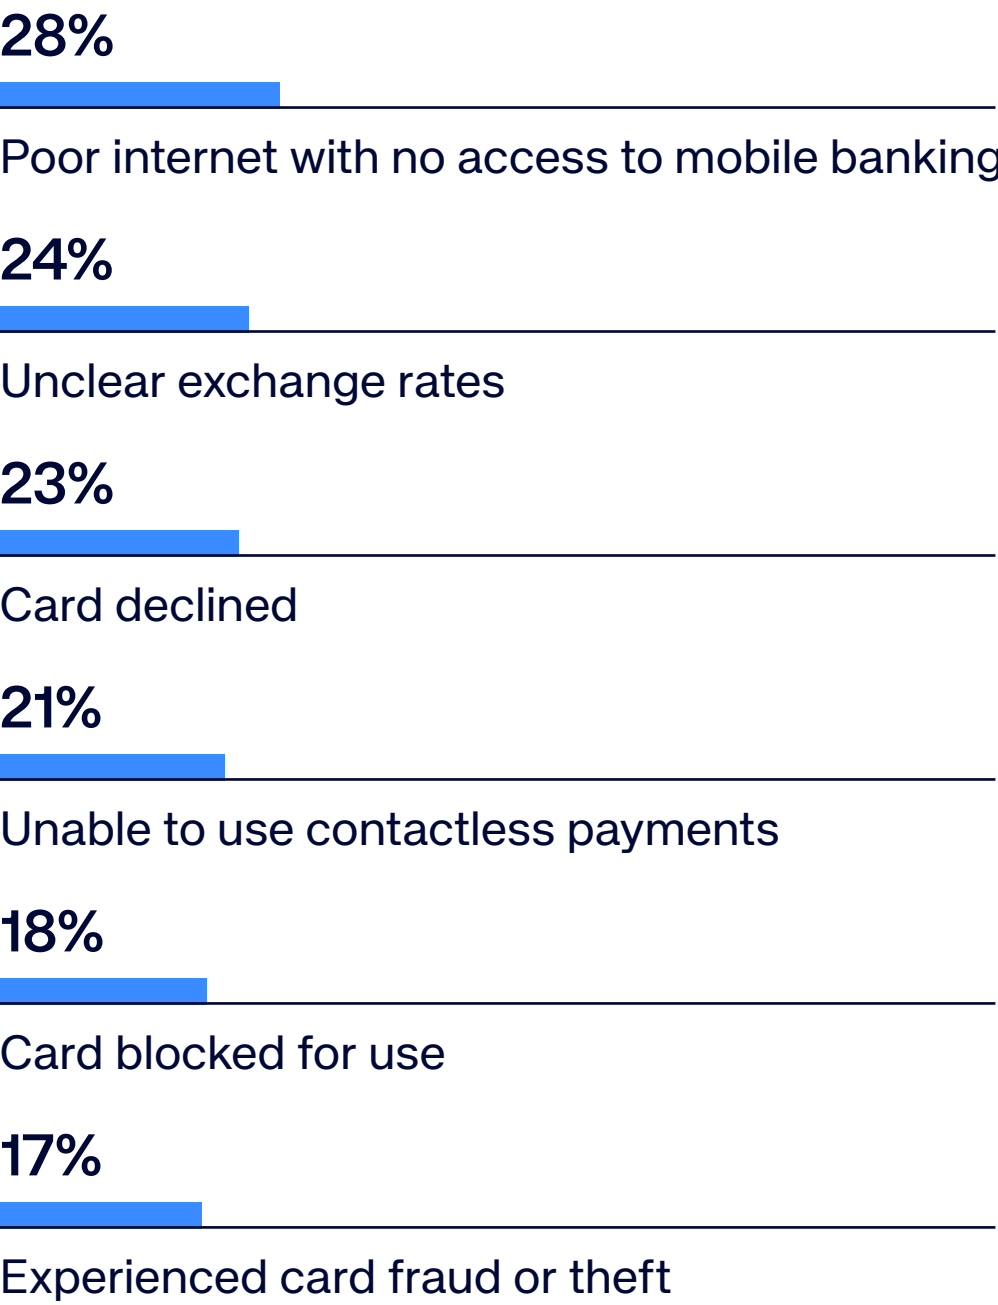 28%
Poor internet with no access to mobile banking
24%
Unclear exchange rates
23%
Card declined
21%
Unable to use contactless payments
18%
Card blocked for use
17%
Experienced card fraud or theft